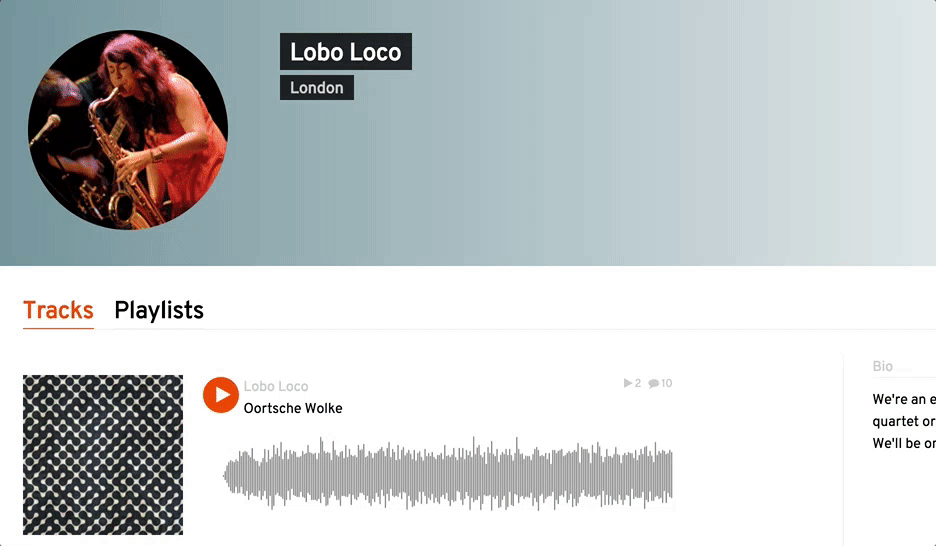 Lobo Loco
London
Tracks Playlists
Lobo Loco 2 10
Oortsche Wolke
Bio
We're an e
quartet or
We'll be or